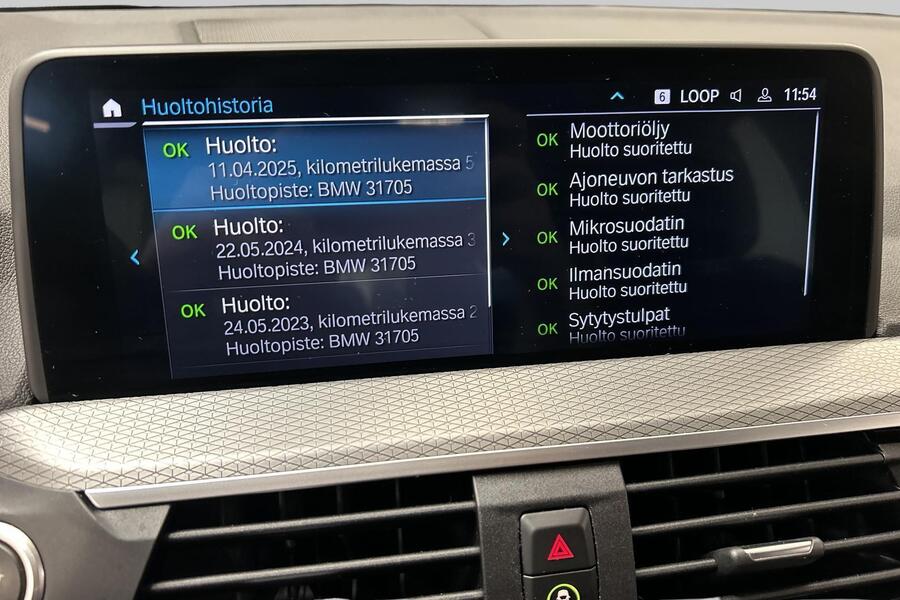 Huoltohistoria
6 LOOP 11:54
OK Huolto:
11.04.2025, kilometrilukemassa 5
Huoltopiste: BMW 31705
OK Huolto:
22.05.2024, kilometrilukemassa 3
Huoltopiste: BMW 31705
OK Huolto:
24.05.2023, kilometrilukemassa 2
Huoltopiste: BMW 31705
OK Moottoriöljy
Huolto suoritettu
OK Ajoneuvon tarkastus
Huolto suoritettu
OK Mikrosuodatin
Huolto suoritettu
OK Ilmansuodatin
Huolto suoritettu
OK Sytytystulpat
Huolto suoritettu